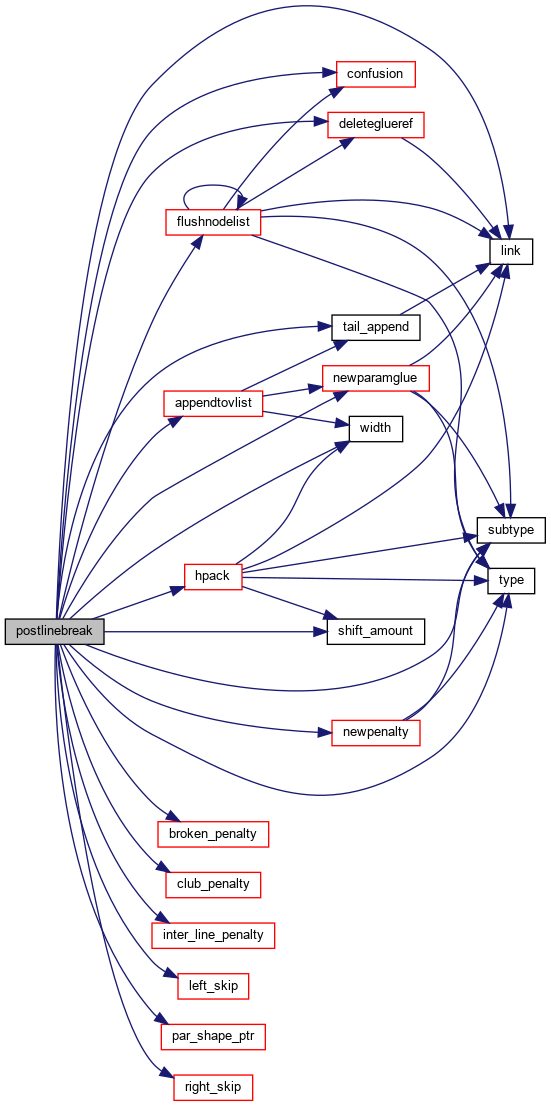 confusion
deleteglueref
flushnodelist
link
tail_append
newparamglue
appendtovlist
width
subtype
hpack
type
postlinebreak
shift_amount
newpenalty
broken_penalty
club_penalty
inter_line_penalty
left_skip
par_shape_ptr
right_skip